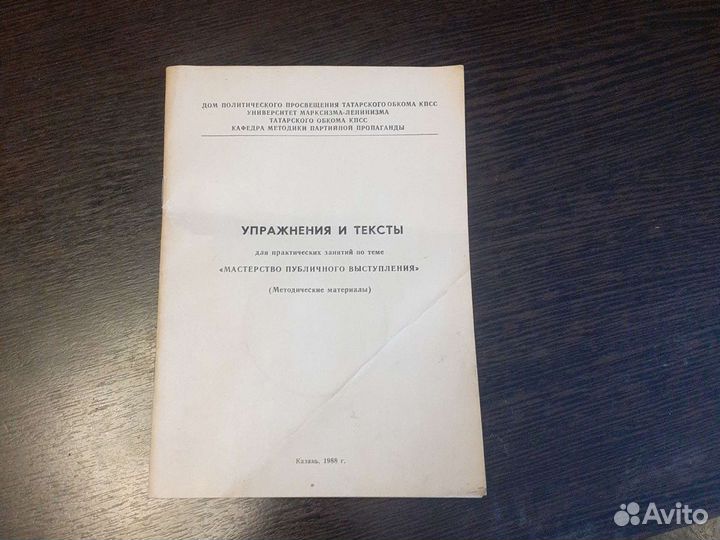 ДОМ ПОЛИТИЧЕСКОГО ПРОСВЕЩЕНИЯ ТАТАРСКОГО ОБКОМА КПСС
УНИВЕРСИТЕТ МАРКСИЗМА-ЛЕНИНИЗМА
ТАТАРСКОГО ОБКОМА КПСС
КАФЕДРА МЕТОДИКИ ПАРТИЙНОЙ ПРОПАГАНДЫ
УПРАЖНЕНИЯ И ТЕКСТЫ
для практических занятий по теме
«МАСТЕРСТВО ПУБЛИЧНОГО ВЫСТУПЛЕНИЯ»
(Методические материалы)
Казань, 1988 г.
Avito